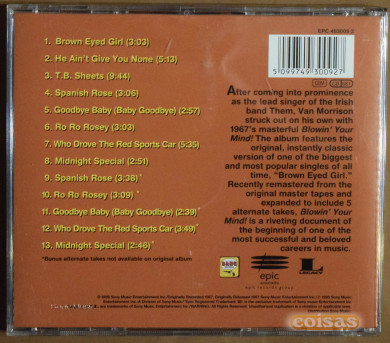 EPC 493009 2
5 099749 300927
1. Brown Eyed Girl (3:03)
2. He Ain't Give You None (5:13)
3. T.B. Sheets (9:44)
4. Spanish Rose (3:06)
5. Goodbye Baby (Baby Goodbye) (2:57)
6. Ro Ro Rosey (3:03)
7. Who Drove The Red Sports Car (5:35)
8. Midnight Special (2:51)
9. Spanish Rose (3:38)*
10. Ro Ro Rosey (3:09)*
11. Goodbye Baby (Baby Goodbye) (2:39)*
12. Who Drove The Red Sports Car (3:49)*
13. Midnight Special (2:46)*
*Bonus alternate takes not available on original album
After coming into prominence
as the lead singer of the Irish
band Them, Van Morrison
struck out on his own with
1967's masterful Blowin' Your
Mind! The album features the
original, instantly classic
version of one of the biggest
and most popular singles of all
time, "Brown Eyed Girl."
Recently remastered from the
original master tapes and
expanded to include 5
alternate takes, Blowin' Your
Mind! is a riveting document of
the beginning of one of the
most successful and beloved
careers in music.
BANG
epic
LEGACY
coisas